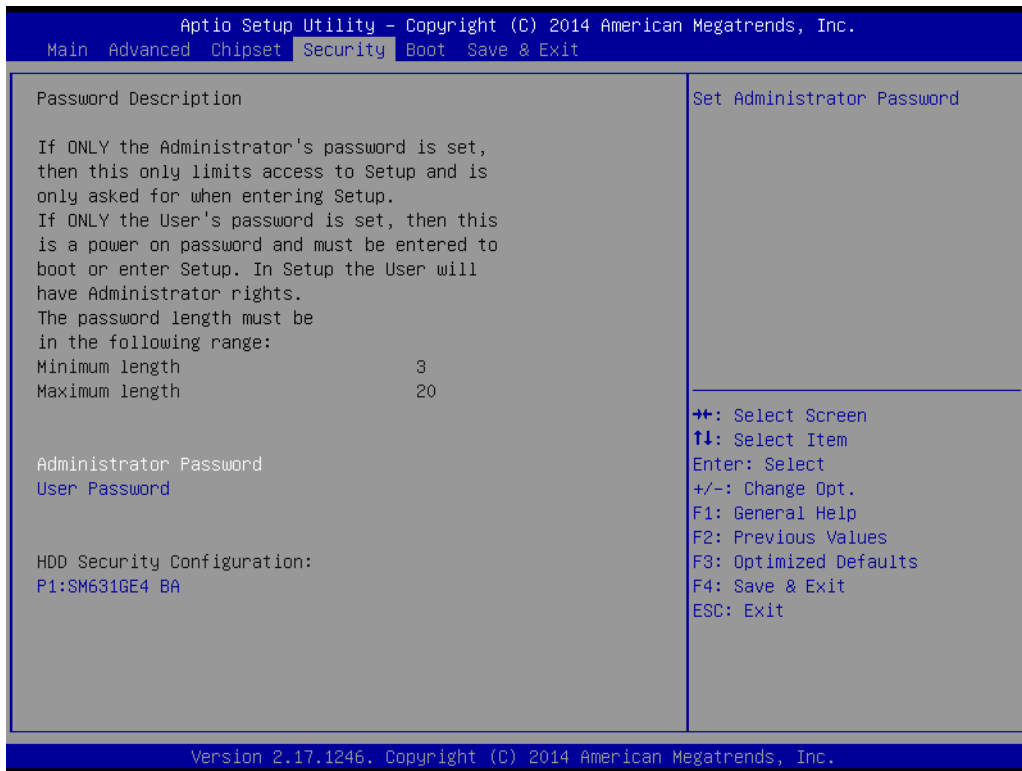 Aptio Setup Utility – Copyright (C) 2014 American Megatrends, Inc.
Main Advanced Chipset Security Boot Save & Exit
Password Description
If ONLY the Administrator's password is set,
then this only limits access to Setup and is
only asked for when entering Setup.
If ONLY the User's password is set, then this
is a power on password and must be entered to
boot or enter Setup. In Setup the User will
have Administrator rights.
The password length must be
in the following range:
Minimum length 3
Maximum length 20
Administrator Password
User Password
HDD Security Configuration:
P1:SM631GE4 BA
Set Administrator Password
→←: Select Screen
↑↓: Select Item
Enter: Select
+/-: Change Opt.
F1: General Help
F2: Previous Values
F3: Optimized Defaults
F4: Save & Exit
ESC: Exit
Version 2.17.1246. Copyright (C) 2014 American Megatrends, Inc.